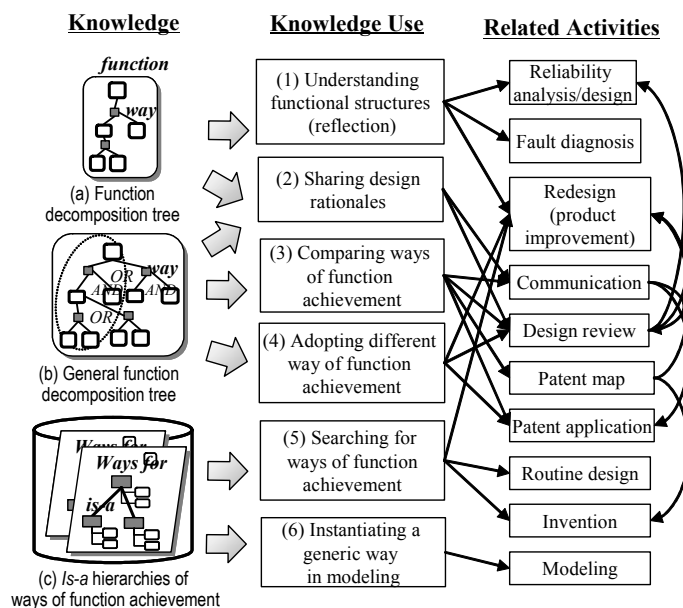 Knowledge
Knowledge Use
Related Activities
function
way
(a) Function
decomposition tree
way
OR
AND
AND
OR
(b) General function
decomposition tree
Ways for
Ways for
is-a
(c) Is-a hierarchies of
ways of function achievement
(1) Understanding
functional structures
(reflection)
(2) Sharing design
rationales
(3) Comparing ways
of function
achievement
(4) Adopting different
way of function
achievement
(5) Searching for
ways of function
achievement
(6) Instantiating a
generic way
in modeling
Reliability
analysis/design
Fault diagnosis
Redesign
(product
improvement)
Communication
Design review
Patent map
Patent application
Routine design
Invention
Modeling